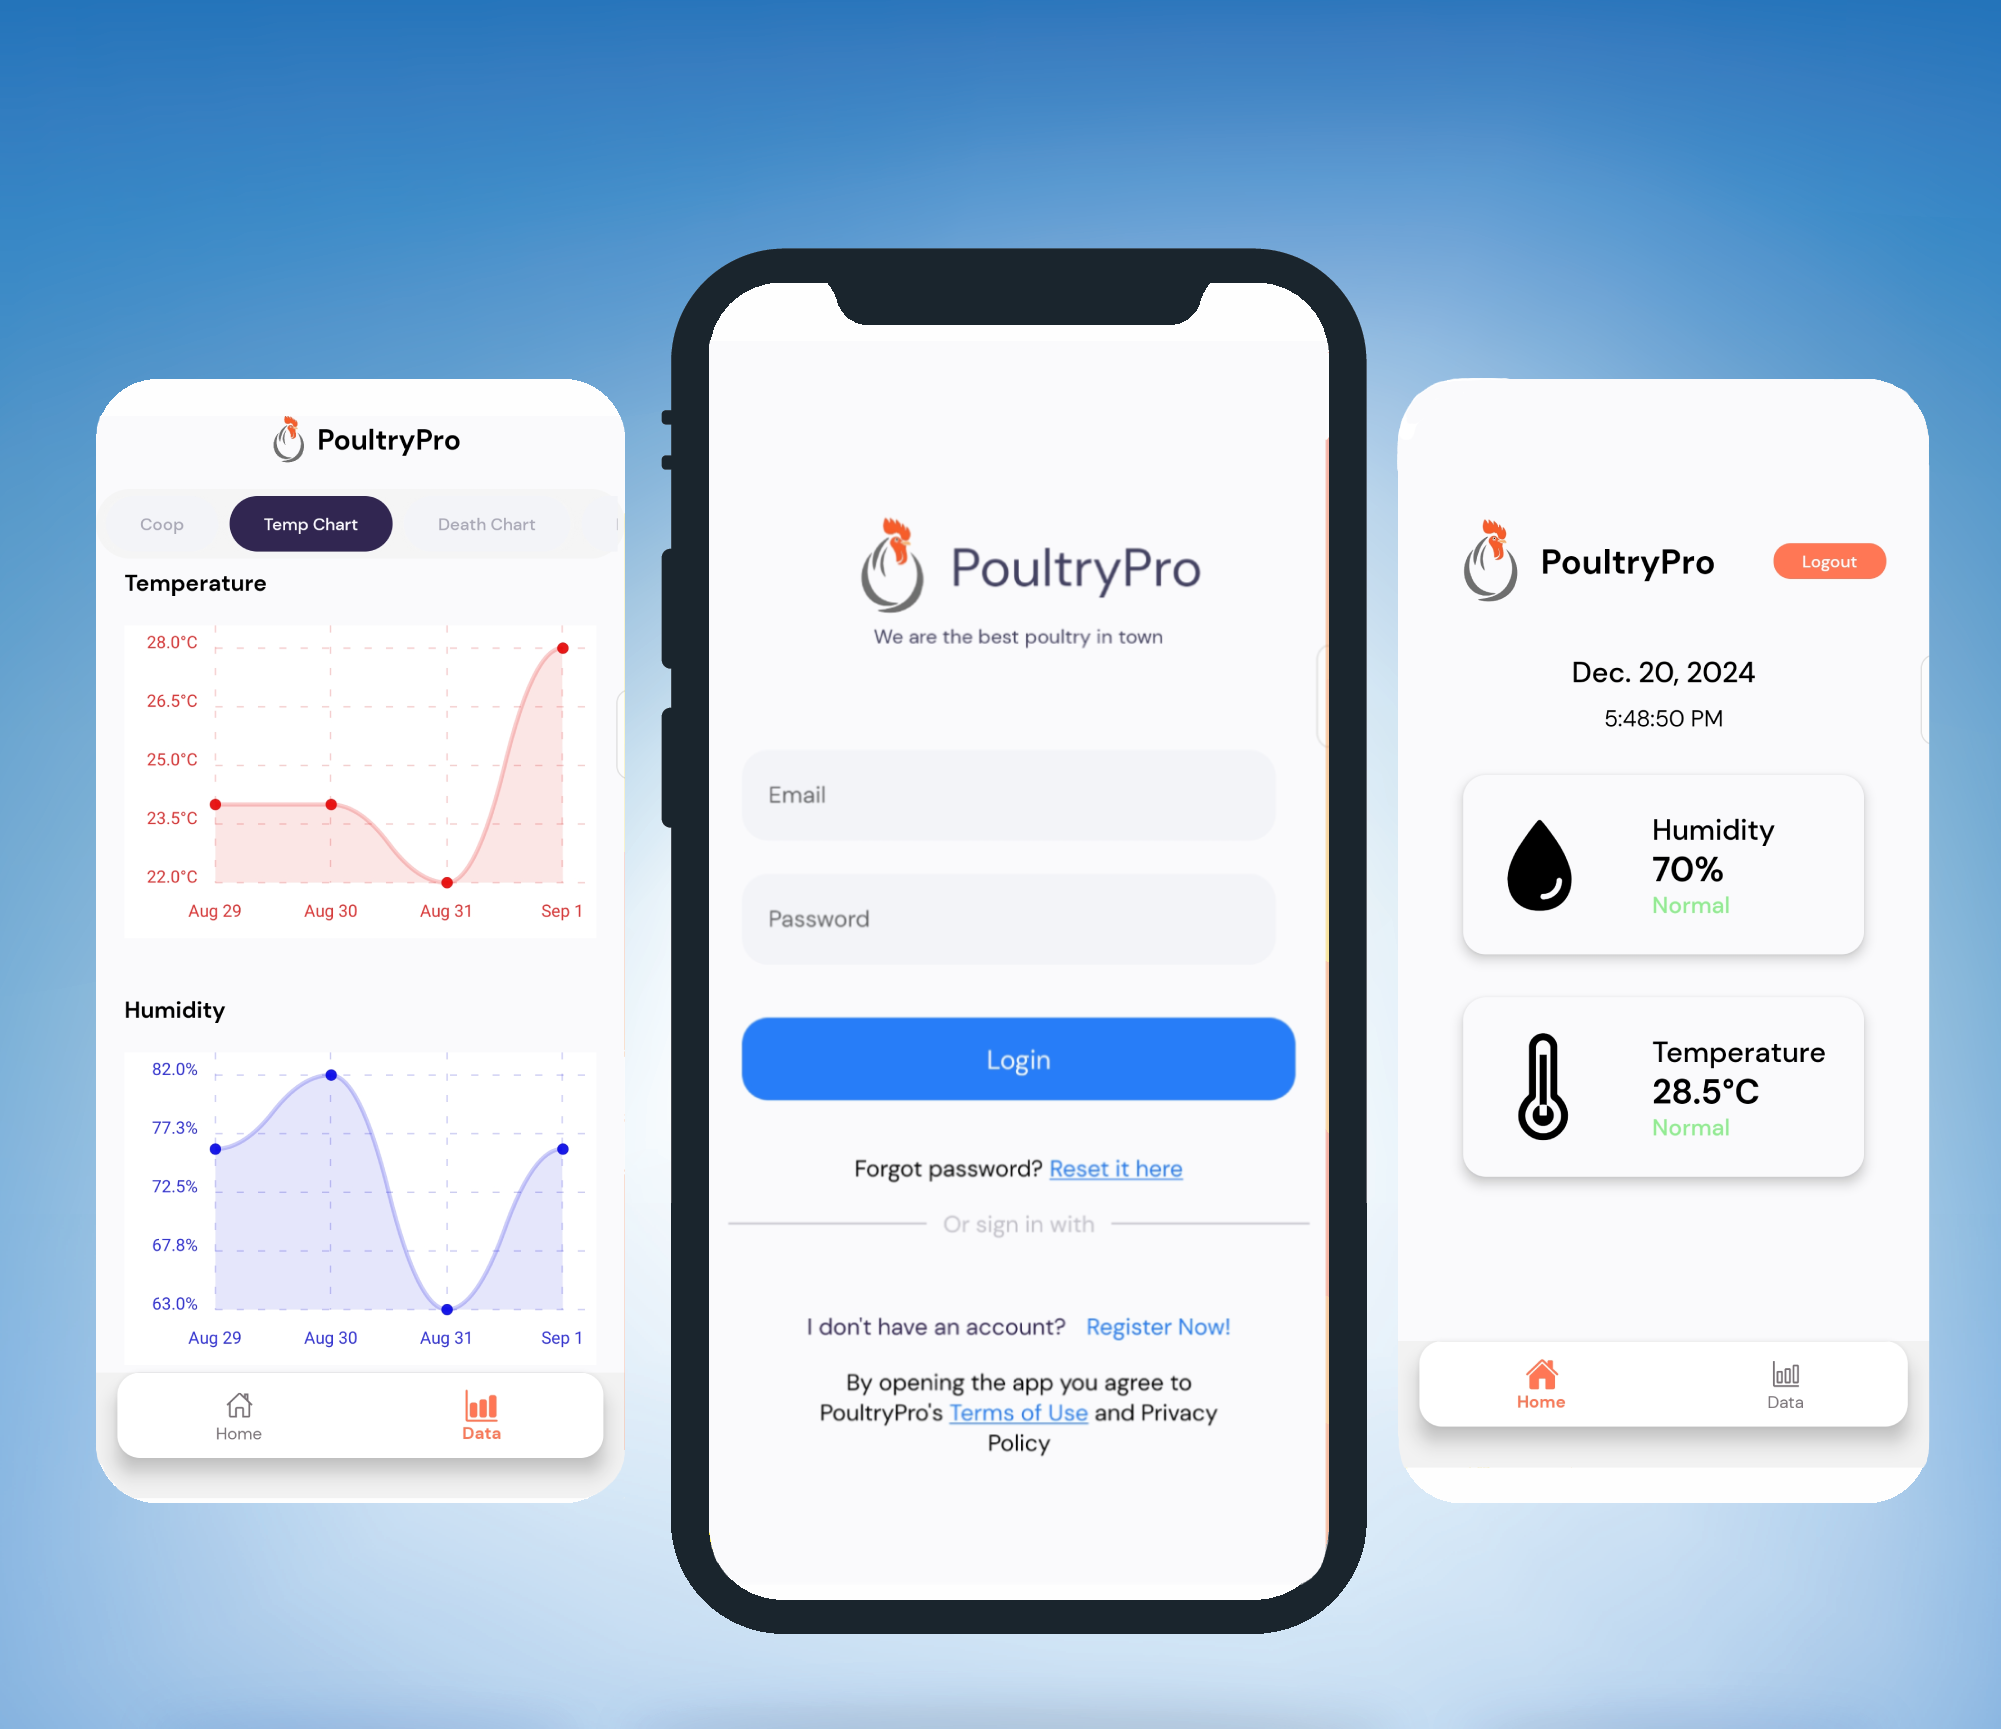 PoultryPro
Coop
Temp Chart
Death Chart
Temperature
28.0°C
26.5°C
25.0°C
23.5°C
22.0°C
Aug 29
Aug 30
Aug 31
Sep 1
Humidity
82.0%
77.3%
72.5%
67.8%
63.0%
Aug 29
Aug 30
Aug 31
Sep 1
Home
Data
PoultryPro
We are the best poultry in town
Email
Password
Login
Forgot password? Reset it here
Or sign in with
I don't have an account? Register Now!
By opening the app you agree to
PoultryPro's Terms of Use and Privacy
Policy
PoultryPro
Logout
Dec. 20, 2024
5:48:50 PM
Humidity
70%
Normal
Temperature
28.5°C
Normal
Home
Data